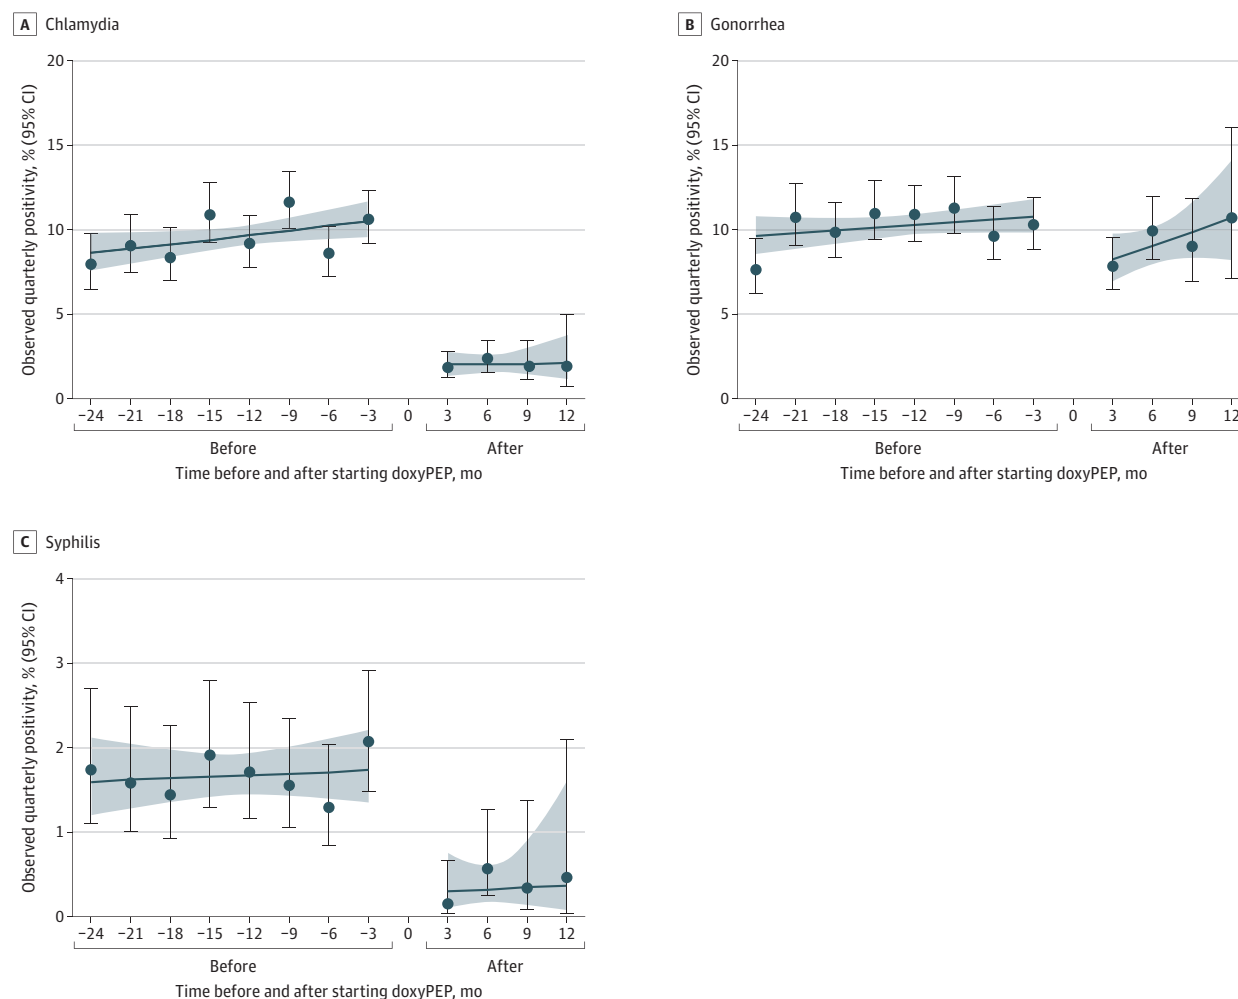 A Chlamydia
Observed quarterly positivity, % (95% CI)
20
15
10
5
0
−24 −21 −18 −15 −12 −9 −6 −3 0 3 6 9 12
Before After
Time before and after starting doxyPEP, mo
B Gonorrhea
Observed quarterly positivity, % (95% CI)
20
15
10
5
0
−24 −21 −18 −15 −12 −9 −6 −3 0 3 6 9 12
Before After
Time before and after starting doxyPEP, mo
C Syphilis
Observed quarterly positivity, % (95% CI)
4
3
2
1
0
−24 −21 −18 −15 −12 −9 −6 −3 0 3 6 9 12
Before After
Time before and after starting doxyPEP, mo